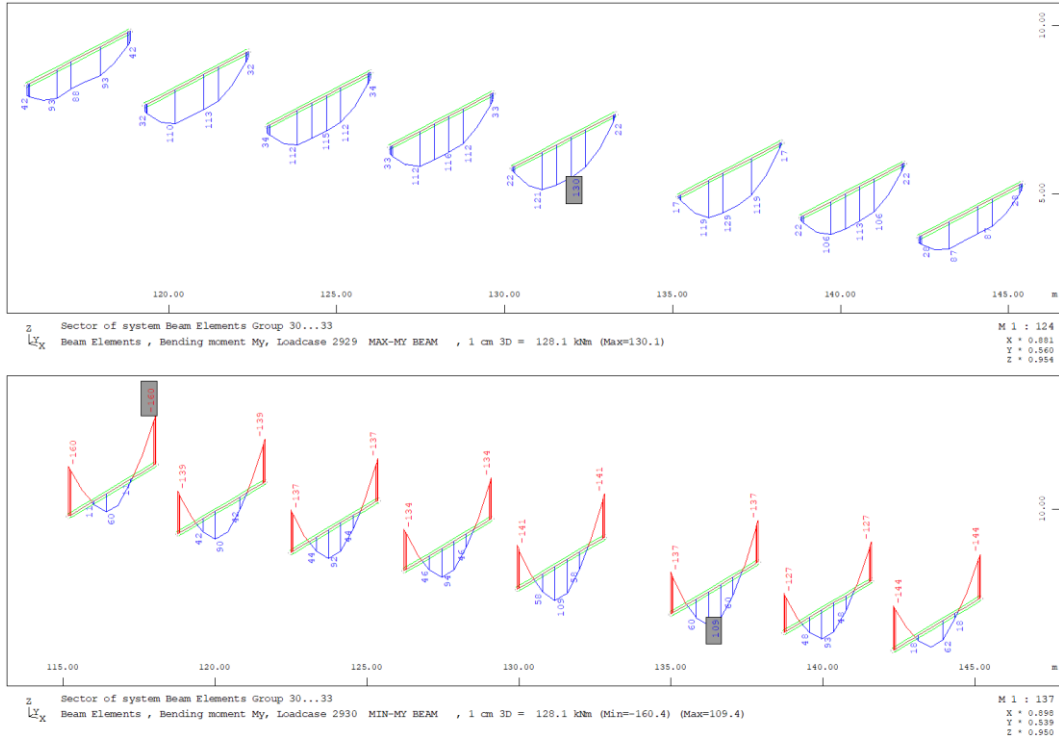 10.00
42 93 88 93 42
32 110 113 32
34 112 115 112 34
33 112 116 112 33
22 121 130 22
17 119 129 119 17
22 106 113 106 22
28 87 87 28
5.00
120.00 125.00 130.00 135.00 140.00 145.00 m
Z Y X Sector of system Beam Elements Group 30...33 M 1 : 124
Beam Elements , Bending moment My, Loadcase 2929 MAX-MY BEAM , 1 cm 3D = 128.1 kNm (Max=130.1) X * 0.881
Y * 0.560
Z * 0.954
-160 11 60 -160
-139 42 90 42 -139
-137 44 92 44 -137
-134 46 94 46 -134
-141 58 109 58 -141
-137 60 109 60 -137
-127 48 93 48 -127
-144 18 62 18 -144
10.00
115.00 120.00 125.00 130.00 135.00 140.00 145.00 m
Z Y X Sector of system Beam Elements Group 30...33 M 1 : 137
Beam Elements , Bending moment My, Loadcase 2930 MIN-MY BEAM , 1 cm 3D = 128.1 kNm (Min=-160.4) (Max=109.4) X * 0.898
Y * 0.539
Z * 0.950